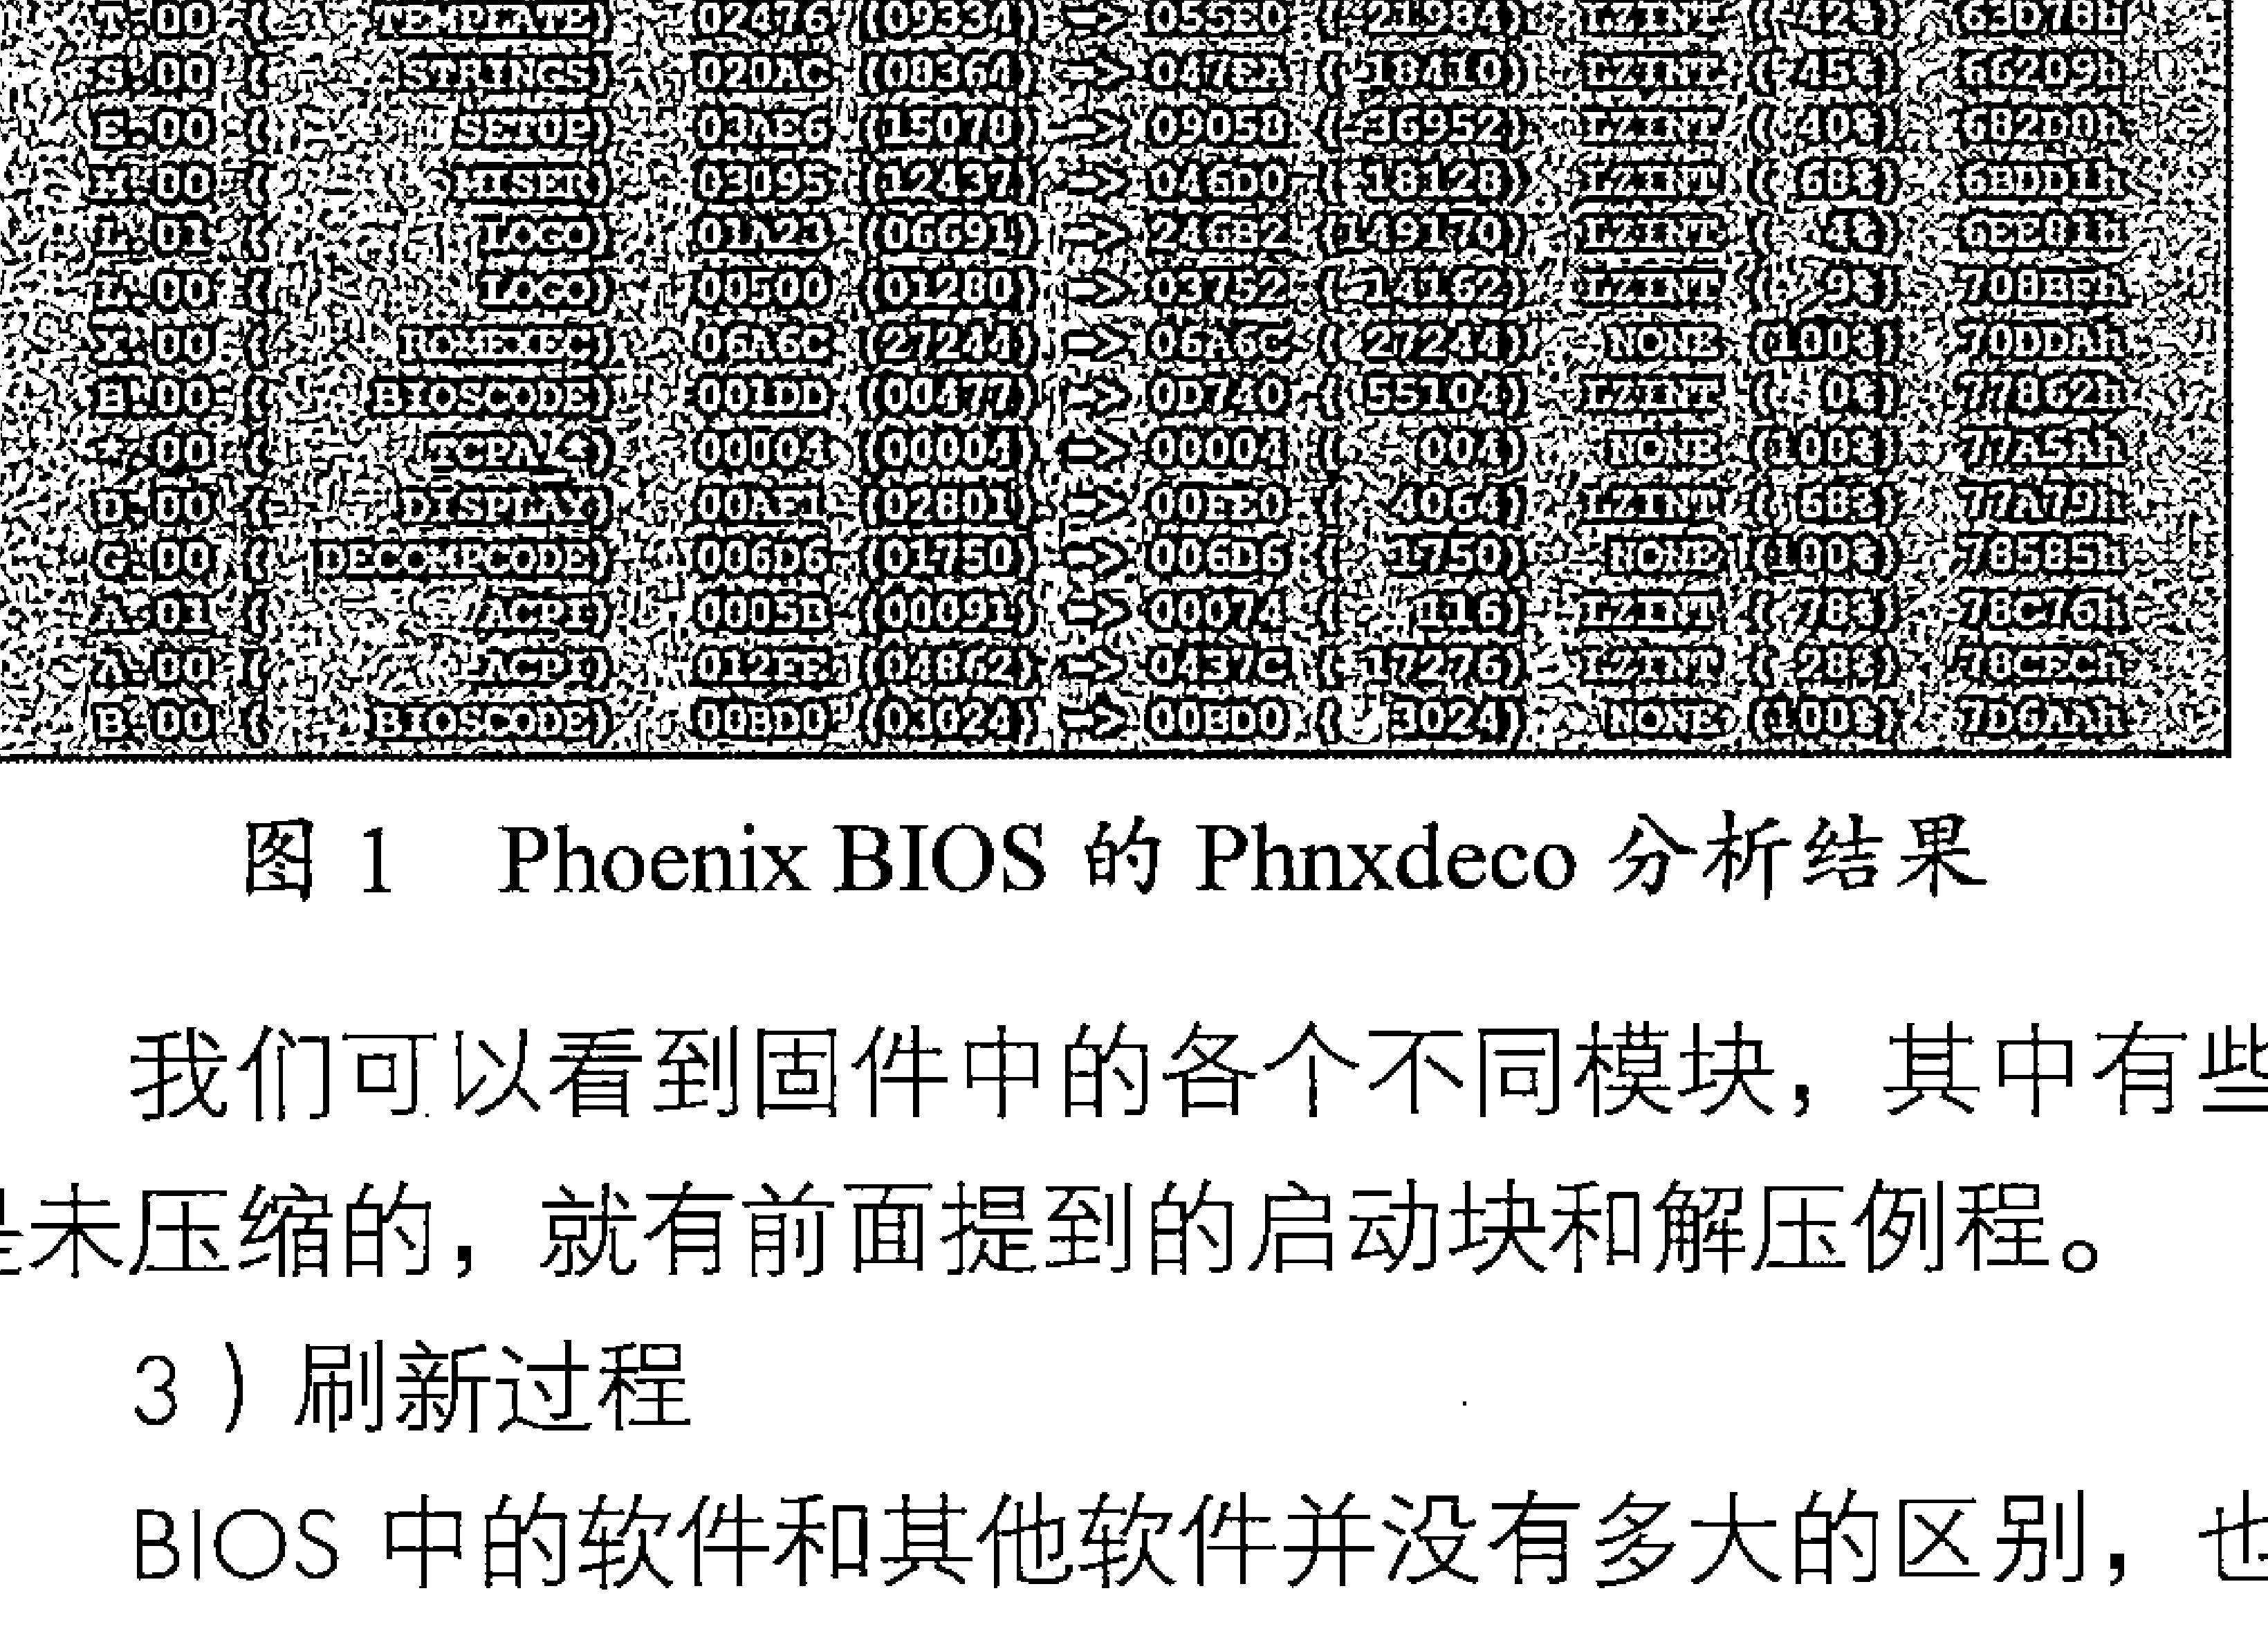 T.00 ( TEMPLATE) 02476 (09334) => 055E0 ( 21984) LZINT ( 42%) 63D78h
S.00 ( STRINGS) 020AC (08364) => 047EA ( 18410) LZINT ( 45%) 66209h
E.00 ( SETUP) 03AE6 (15078) => 09058 ( 36952) LZINT ( 40%) 682D0h
M.00 ( MISER) 03095 (12437) => 046D0 ( 18128) LZINT ( 68%) 6BDD1h
L.01 ( LOGO) 01A23 (06691) => 246B2 (149170) LZINT ( 4%) 6EE81h
L.00 ( LOGO) 00500 (01280) => 03752 ( 14162) LZINT ( 9%) 708BFh
X.00 ( ROMEXEC) 06A6C (27244) => 06A6C ( 27244) NONE (100%) 70DDAh
B.00 ( BIOSCODE) 001DD (00477) => 0D740 ( 55104) LZINT ( 0%) 77862h
*.00 ( TCPA_*) 00004 (00004) => 00004 ( 004) NONE (100%) 77A5Ah
D.00 ( DISPLAY) 00AF1 (02801) => 00FE0 ( 4064) LZINT ( 68%) 77A79h
G.00 ( DECOMPCODE) 006D6 (01750) => 006D6 ( 1750) NONE (100%) 78585h
A.01 ( ACPI) 0005B (00091) => 00074 ( 116) LZINT ( 78%) 78C76h
A.00 ( ACPI) 012FE (04862) => 0437C ( 17276) LZINT ( 28%) 78CECh
B.00 ( BIOSCODE) 00BD0 (03024) => 00BD0 ( 3024) NONE (100%) 7D6AAh
图 1 Phoenix BIOS 的 Phnxdeco 分析结果
我们可以看到固件中的各个不同模块，其中有些
是未压缩的，就有前面提到的启动块和解压例程。
3）刷新过程
BIOS 中的软件和其他软件并没有多大的区别，也